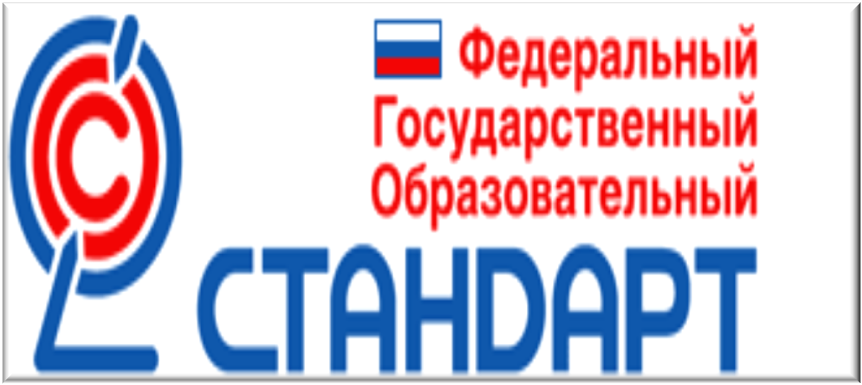 Федеральный
Государственный
Образовательный
СТАНДАРТ